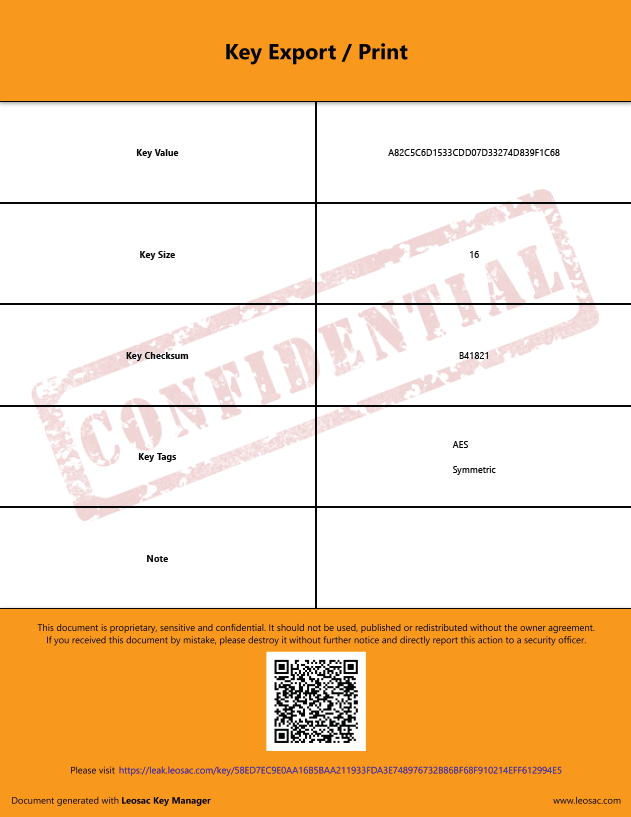 Key Export / Print
Key Value
A82C5C6D1533CDD07D33274D839F1C68
Key Size
16
Key Checksum
B41821
Key Tags
AES
Symmetric
Note
CONFIDENTIAL
This document is proprietary, sensitive and confidential. It should not be used, published or redistributed without the owner agreement.
If you received this document by mistake, please destroy it without further notice and directly report this action to a security officer.
Please visit https://leak.leosac.com/key/58ED7EC9E0AA16B5BAA211933FDA3E748976732B86BF68F910214EFF612994E5
Document generated with Leosac Key Manager
www.leosac.com